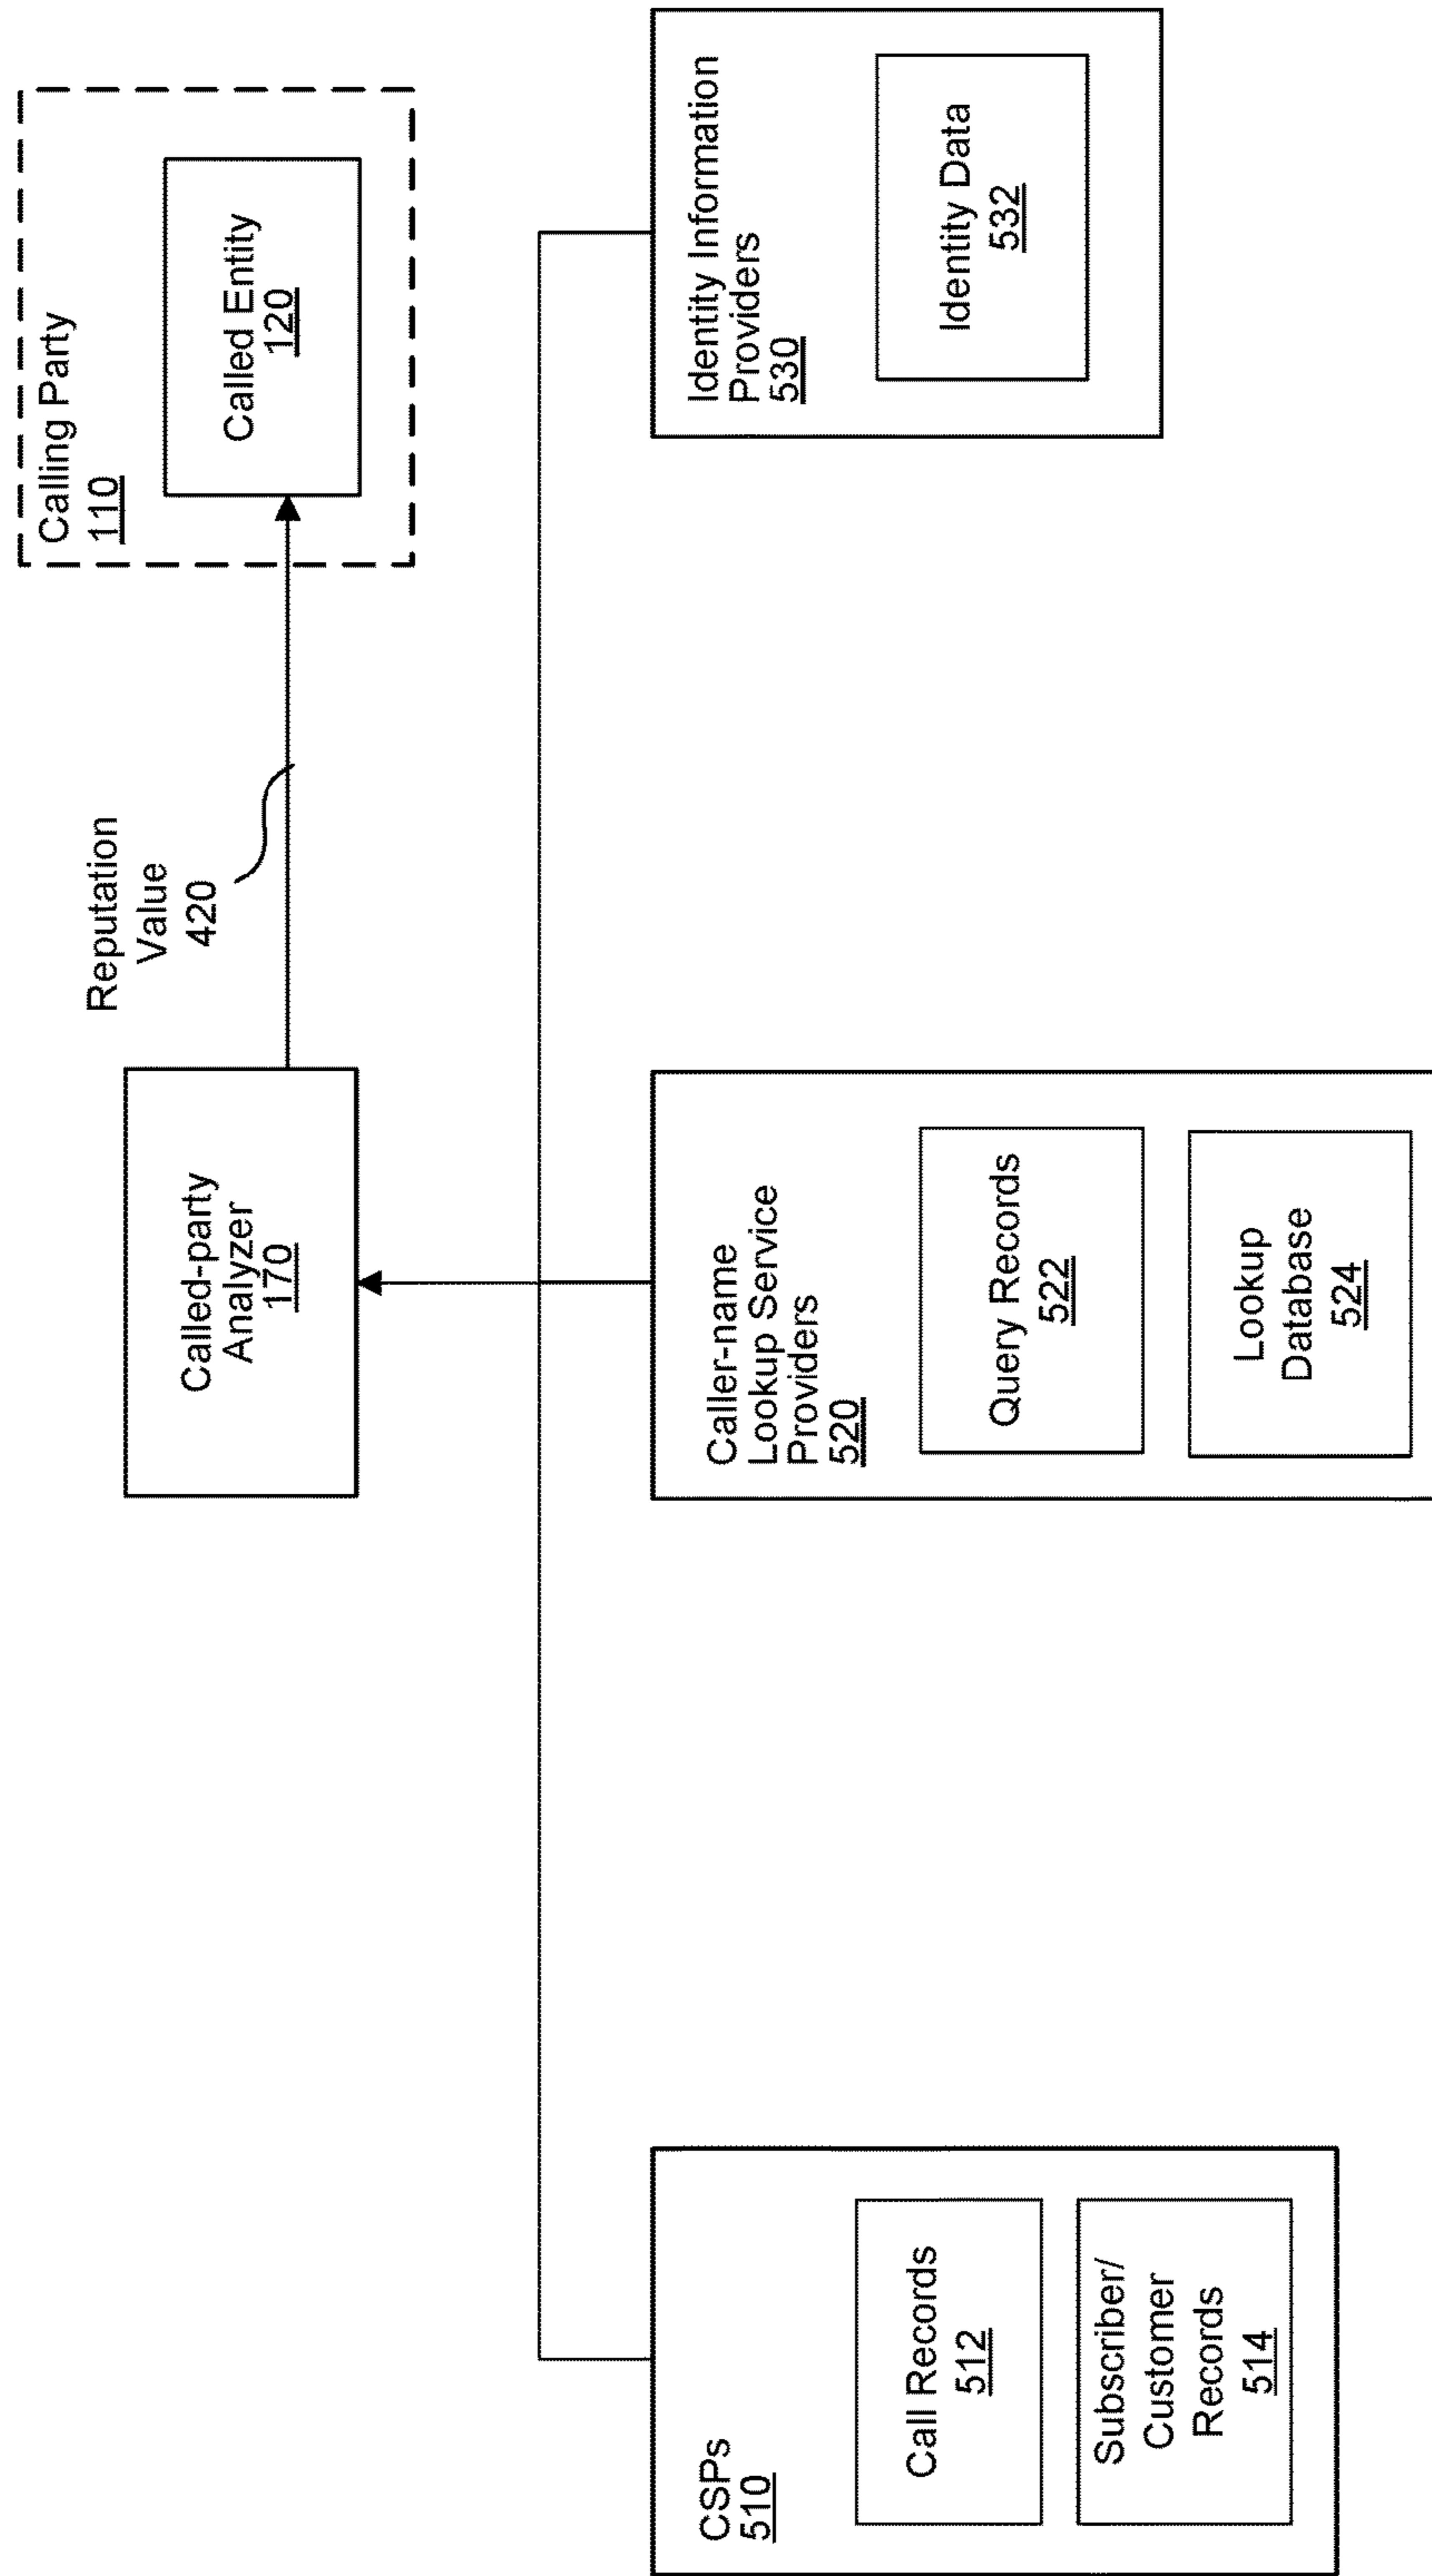 Calling Party
110
Called Entity
120
Reputation
Value
420
Called-party
Analyzer
170
CSPs
510
Call Records
512
Subscriber/
Customer
Records
514
Caller-name
Lookup Service
Providers
520
Query Records
522
Lookup
Database
524
Identity Information
Providers
530
Identity Data
532